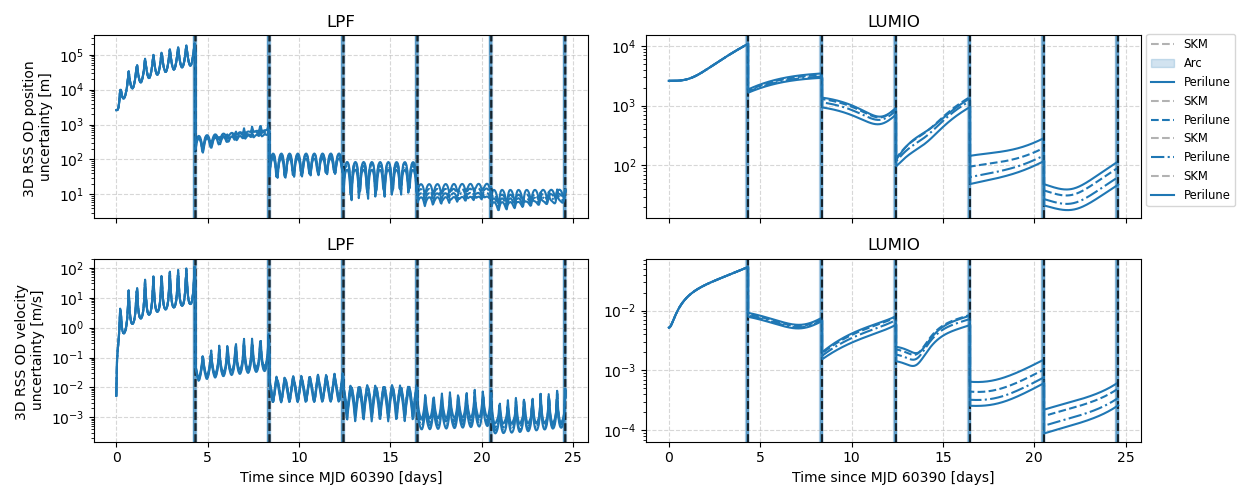 LPF
LUMIO
3D RSS OD position
uncertainty [m]
10^5
10^4
10^3
10^2
10^1
10^4
10^3
10^2
SKM
Arc
Perilune
SKM
Perilune
SKM
Perilune
SKM
Perilune
LPF
LUMIO
3D RSS OD velocity
uncertainty [m/s]
10^2
10^1
10^0
10^−1
10^−2
10^−3
10^−2
10^−3
10^−4
0 5 10 15 20 25
0 5 10 15 20 25
Time since MJD 60390 [days]
Time since MJD 60390 [days]